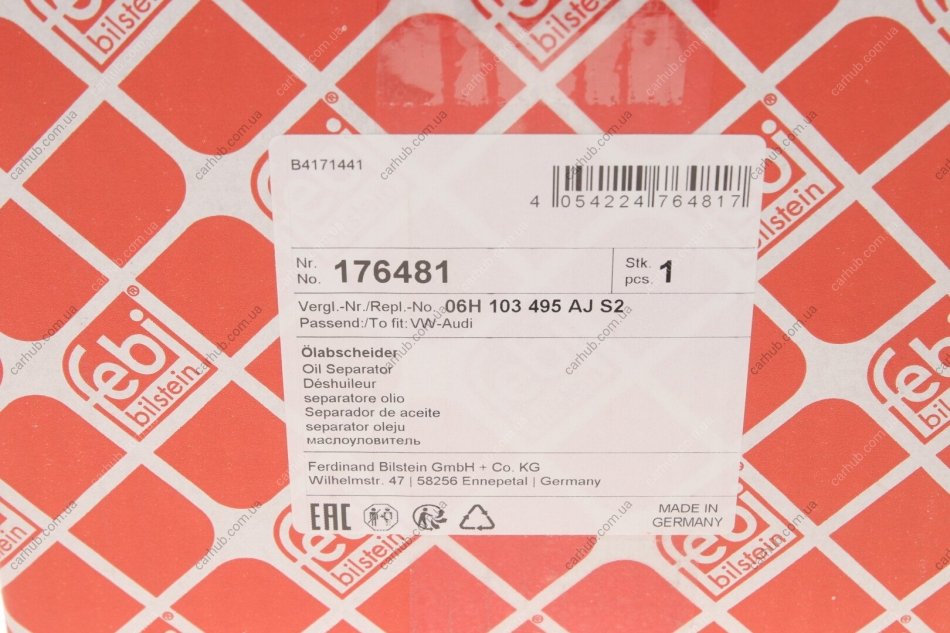 B4171441
4 054224 764817
Nr.
No. 176481
Stk.
pcs. 1
Vergl.-Nr./Repl.-No. 06H 103 495 AJ S2
Passend:/To fit: VW-Audi
Ölabscheider
Oil Separator
Déshuileur
separatore olio
Separador de aceite
separator oleju
маслоуловитель
Ferdinand Bilstein GmbH + Co. KG
Wilhelmstr. 47 | 58256 Ennepetal | Germany
EAC
MADE IN
GERMANY
febi
bilstein
carhub.com.ua